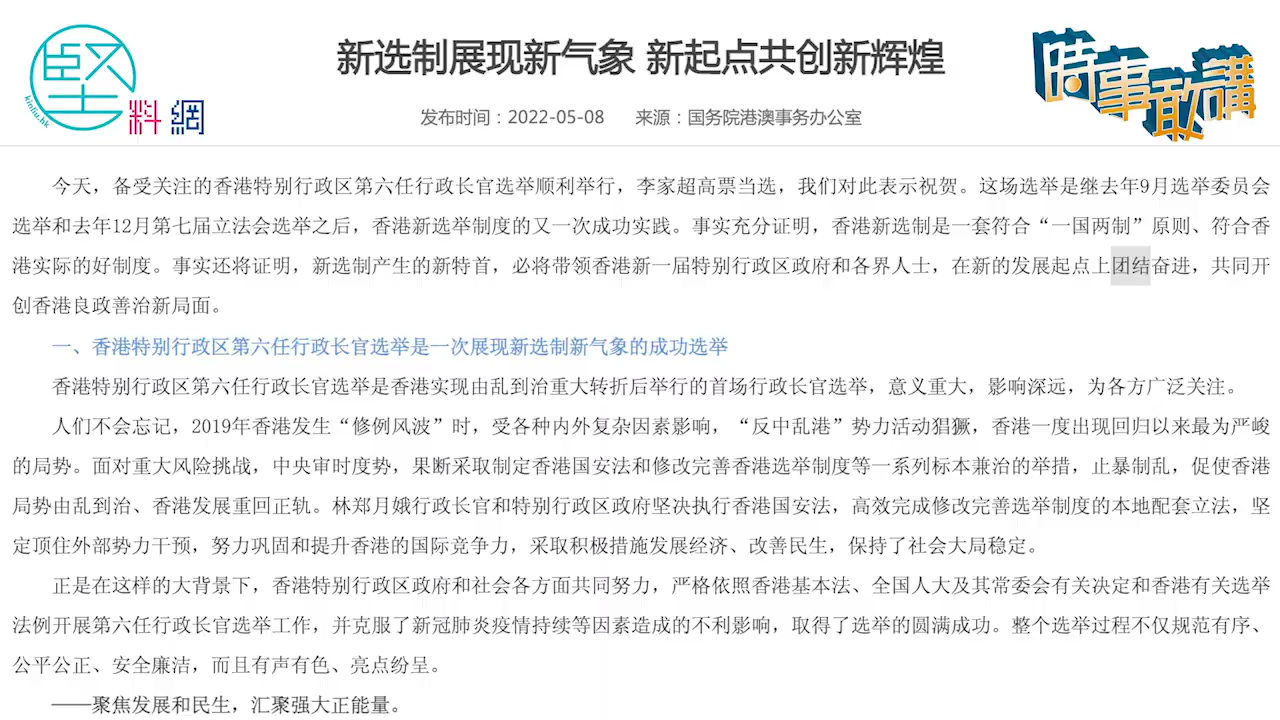 堅料網
kinliu.hk
新选制展现新气象 新起点共创新辉煌
時事敢講
发布时间：2022-05-08 来源：国务院港澳事务办公室
今天，备受关注的香港特别行政区第六任行政长官选举顺利举行，李家超高票当选，我们对此表示祝贺。这场选举是继去年9月选举委员会
选举和去年12月第七届立法会选举之后，香港新选举制度的又一次成功实践。事实充分证明，香港新选制是一套符合“一国两制”原则、符合香
港实际的好制度。事实还将证明，新选制产生的新特首，必将带领香港新一届特别行政区政府和各界人士，在新的发展起点上团结奋进，共同开
创香港良政善治新局面。
一、香港特别行政区第六任行政长官选举是一次展现新选制新气象的成功选举
香港特别行政区第六任行政长官选举是香港实现由乱到治重大转折后举行的首场行政长官选举，意义重大，影响深远，为各方广泛关注。
人们不会忘记，2019年香港发生“修例风波”时，受各种内外复杂因素影响，“反中乱港”势力活动猖獗，香港一度出现回归以来最为严峻
的局势。面对重大风险挑战，中央审时度势，果断采取制定香港国安法和修改完善香港选举制度等一系列标本兼治的举措，止暴制乱，促使香港
局势由乱到治、香港发展重回正轨。林郑月娥行政长官和特别行政区政府坚决执行香港国安法，高效完成修改完善选举制度的本地配套立法，坚
定顶住外部势力干预，努力巩固和提升香港的国际竞争力，采取积极措施发展经济、改善民生，保持了社会大局稳定。
正是在这样的大背景下，香港特别行政区政府和社会各方面共同努力，严格依照香港基本法、全国人大及其常委会有关决定和香港有关选举
法例开展第六任行政长官选举工作，并克服了新冠肺炎疫情持续等因素造成的不利影响，取得了选举的圆满成功。整个选举过程不仅规范有序、
公平公正、安全廉洁，而且有声有色、亮点纷呈。
——聚焦发展和民生，汇聚强大正能量。